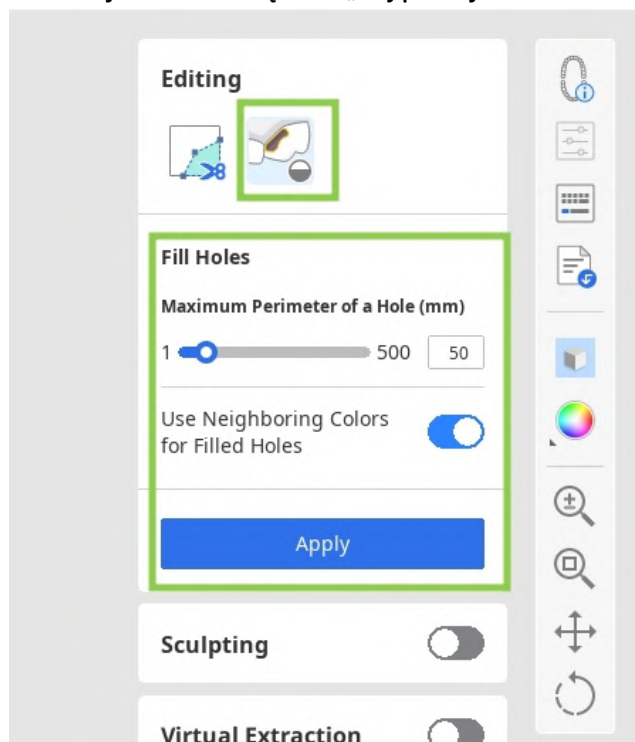 Editing
Fill Holes
Maximum Perimeter of a Hole (mm)
1 500 50
Use Neighboring Colors
for Filled Holes
Apply
Sculpting
Virtual Extraction